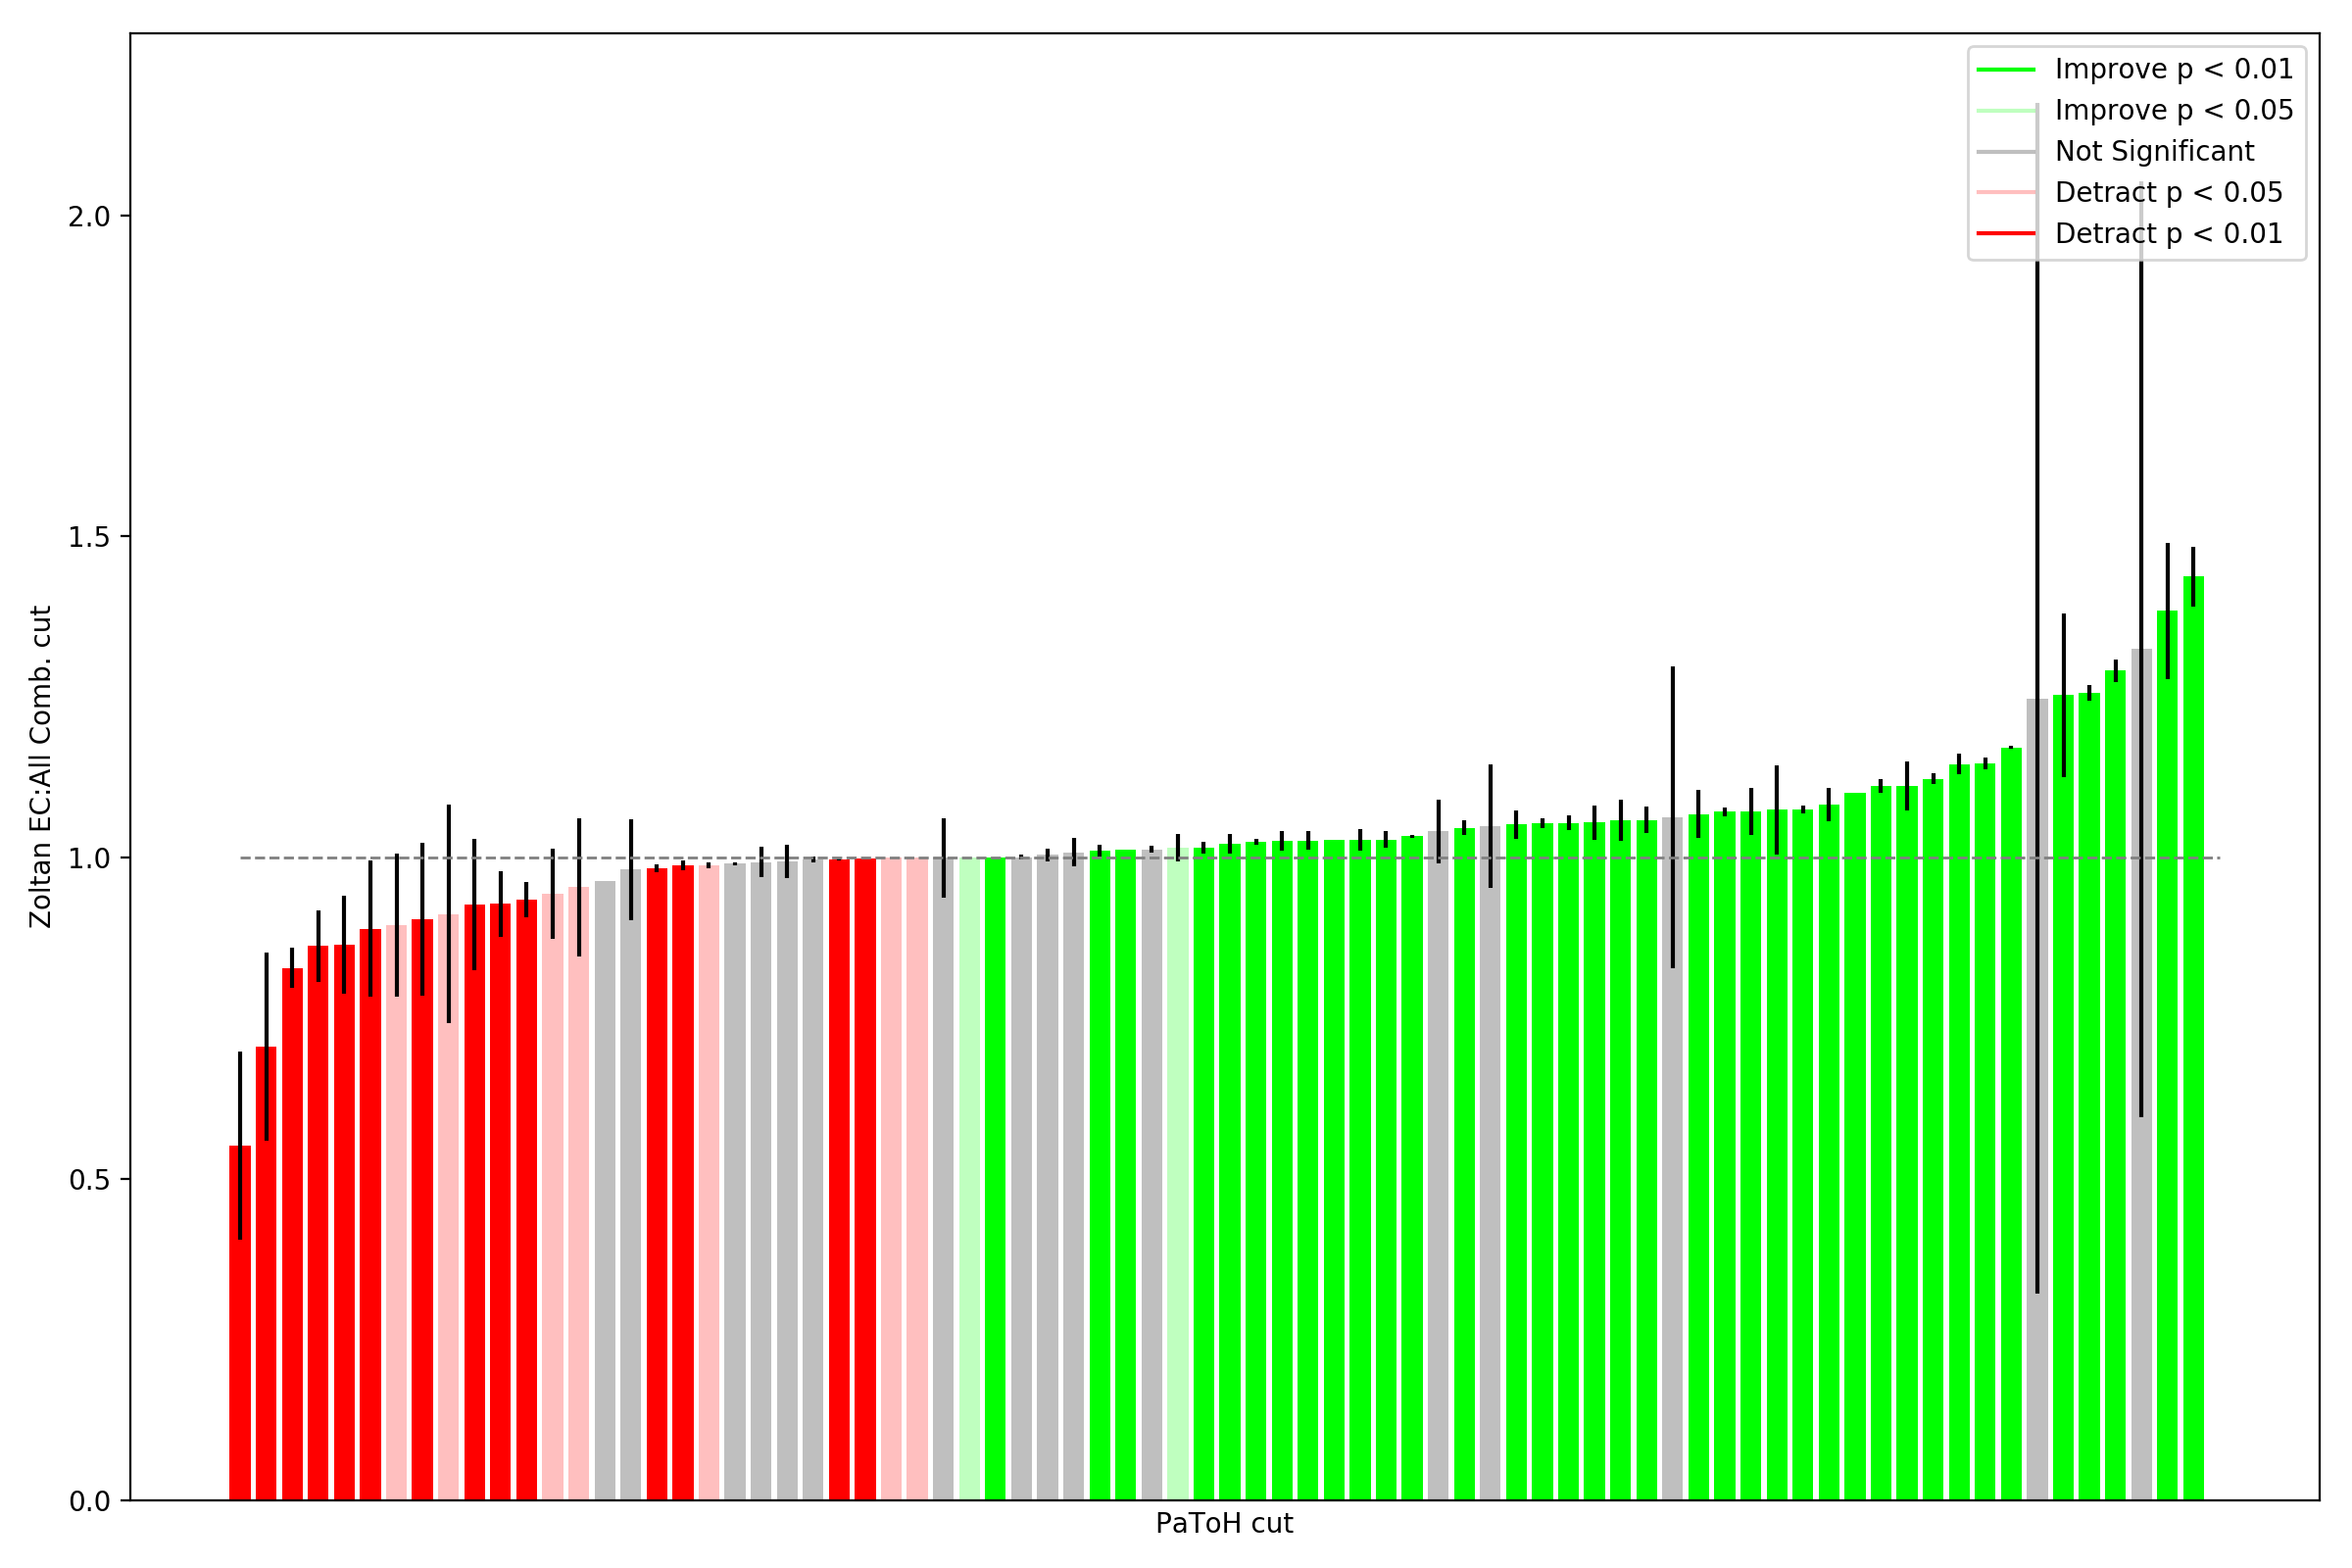 Improve p < 0.01
Improve p < 0.05
Not Significant
Detract p < 0.05
Detract p < 0.01
2.0
1.5
1.0
0.5
0.0
Zoltan EC:All Comb. cut
PaToH cut